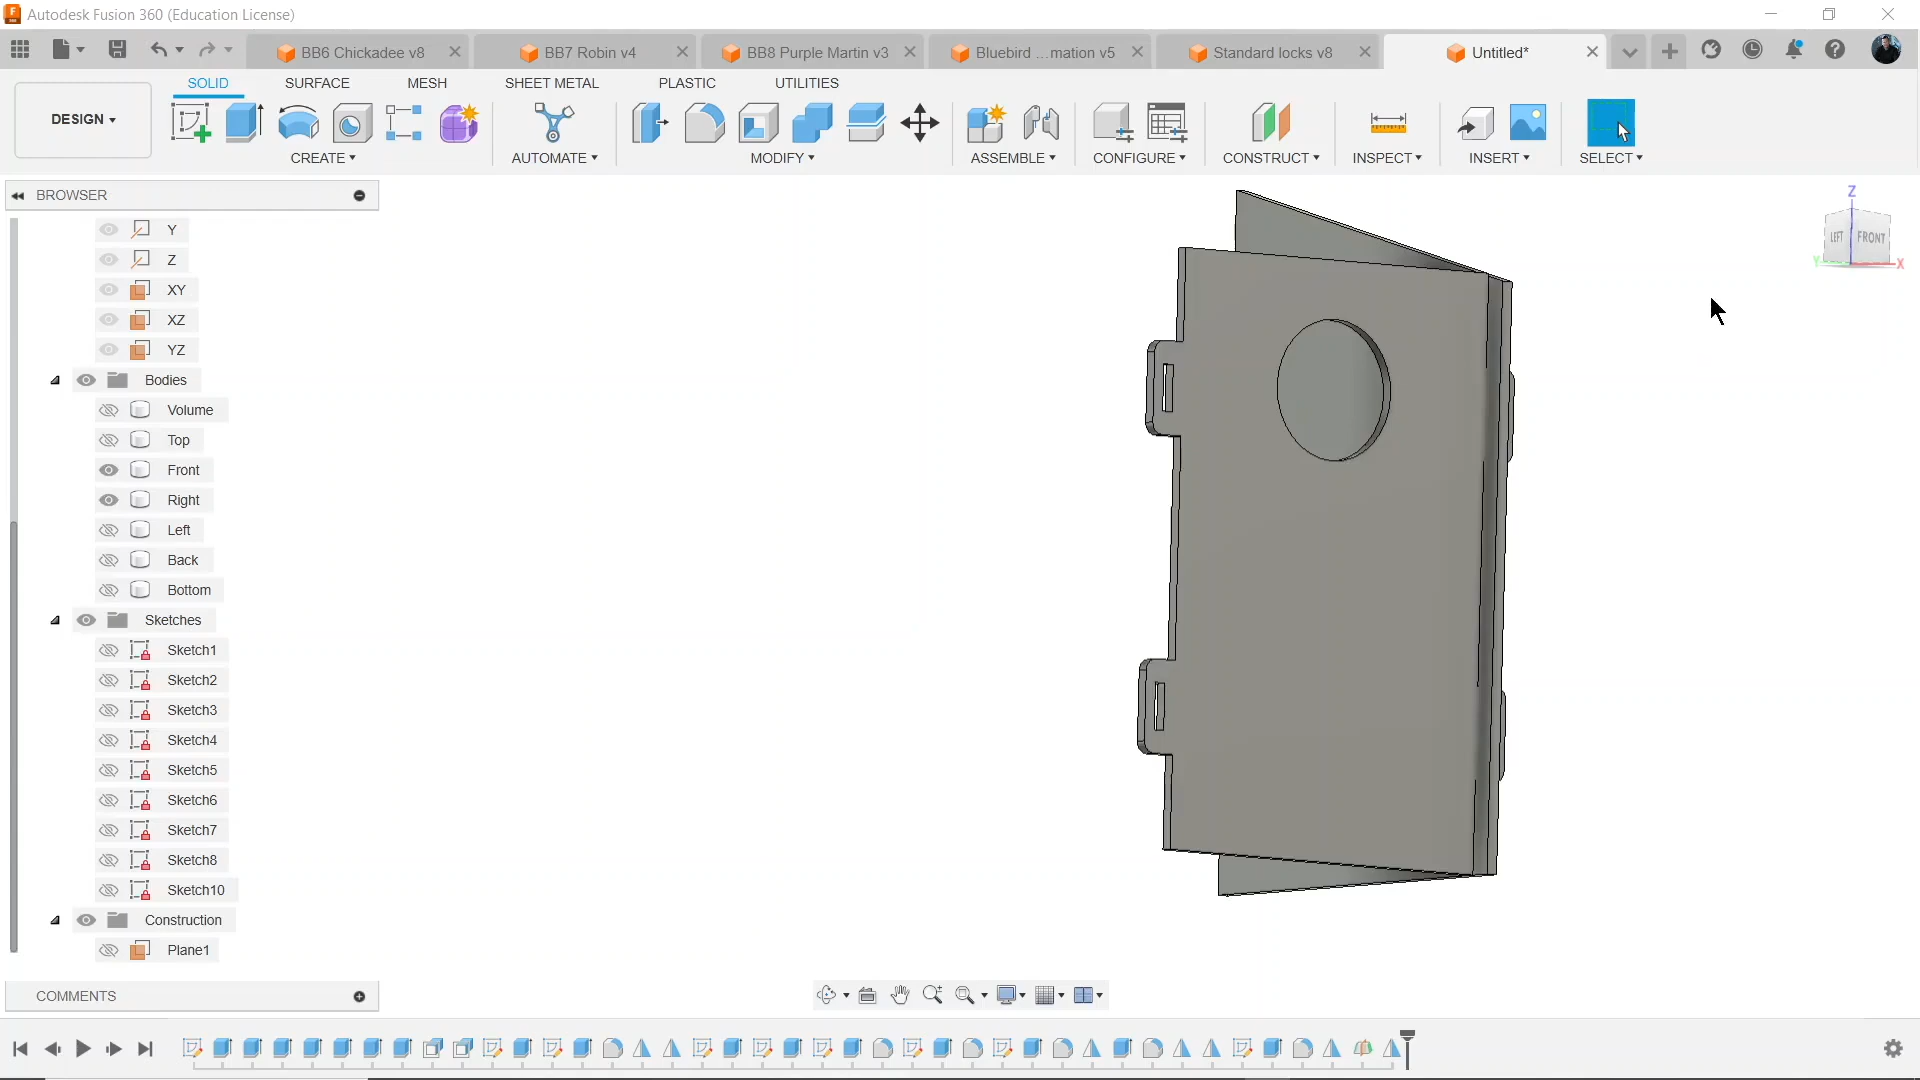 Autodesk Fusion 360 (Education License)
BB6 Chickadee v8
BB7 Robin v4
BB8 Purple Martin v3
Bluebird ...mation v5
Standard locks v8
Untitled*
SOLID
SURFACE
MESH
SHEET METAL
PLASTIC
UTILITIES
DESIGN
CREATE
AUTOMATE
MODIFY
ASSEMBLE
CONFIGURE
CONSTRUCT
INSPECT
INSERT
SELECT
BROWSER
Y
Z
XY
XZ
YZ
Bodies
Volume
Top
Front
Right
Left
Back
Bottom
Sketches
Sketch1
Sketch2
Sketch3
Sketch4
Sketch5
Sketch6
Sketch7
Sketch8
Sketch10
Construction
Plane1
COMMENTS
Z
LEFT
FRONT
Y
X